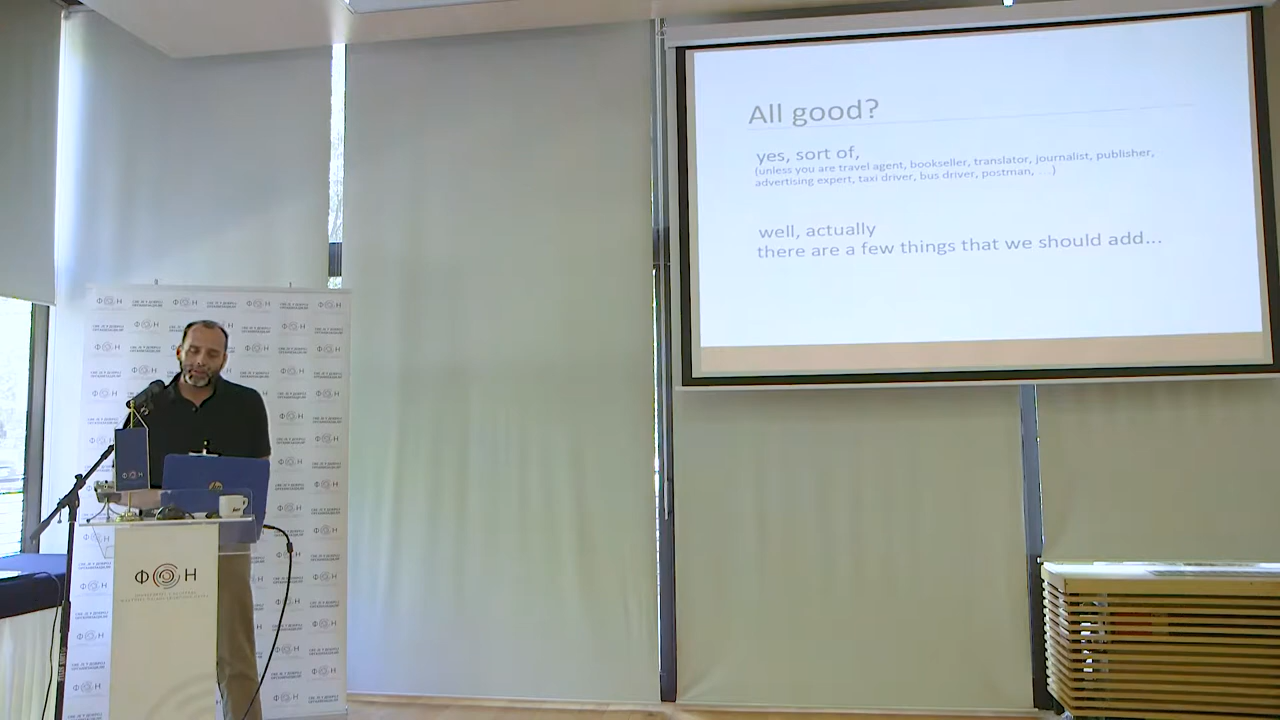 All good?
yes, sort of,
(unless you are travel agent, bookseller, translator, journalist, publisher,
advertising expert, taxi driver, bus driver, postman, ...)
well, actually
there are a few things that we should add...
ФОН